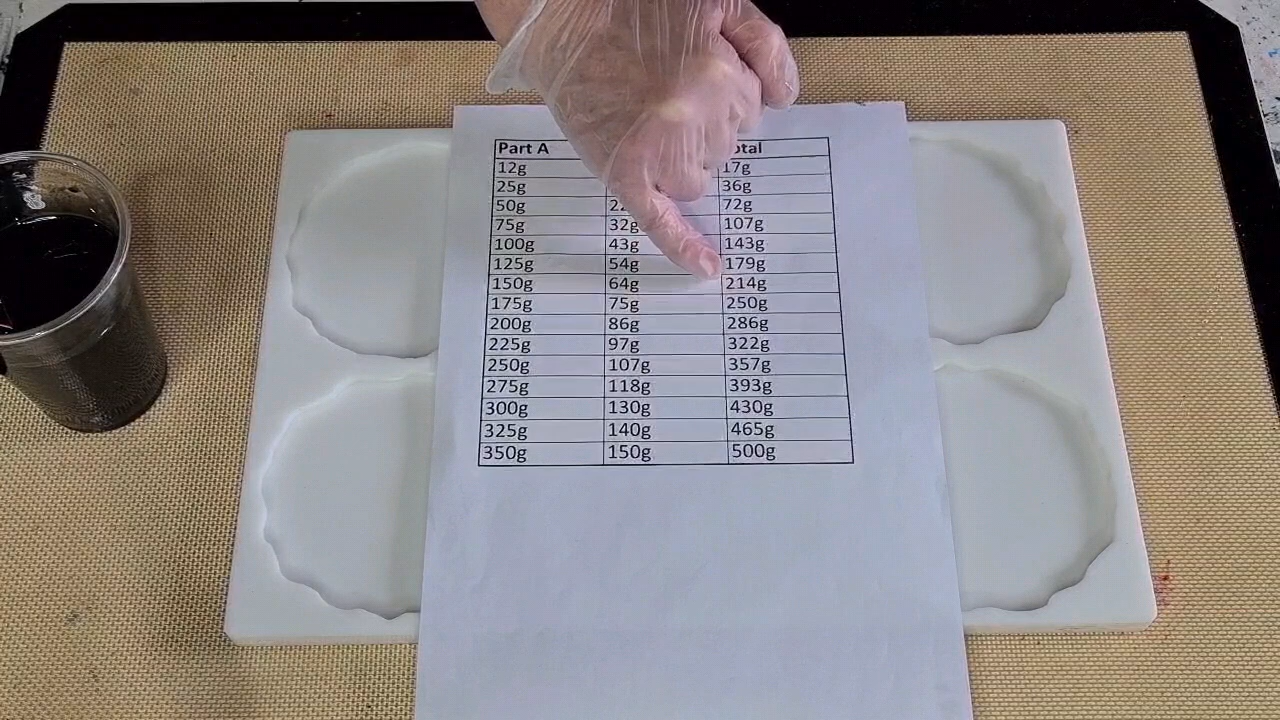 Part A otal
12g 17g
25g 36g
50g 22 72g
75g 32g 107g
100g 43g 143g
125g 54g 179g
150g 64g 214g
175g 75g 250g
200g 86g 286g
225g 97g 322g
250g 107g 357g
275g 118g 393g
300g 130g 430g
325g 140g 465g
350g 150g 500g